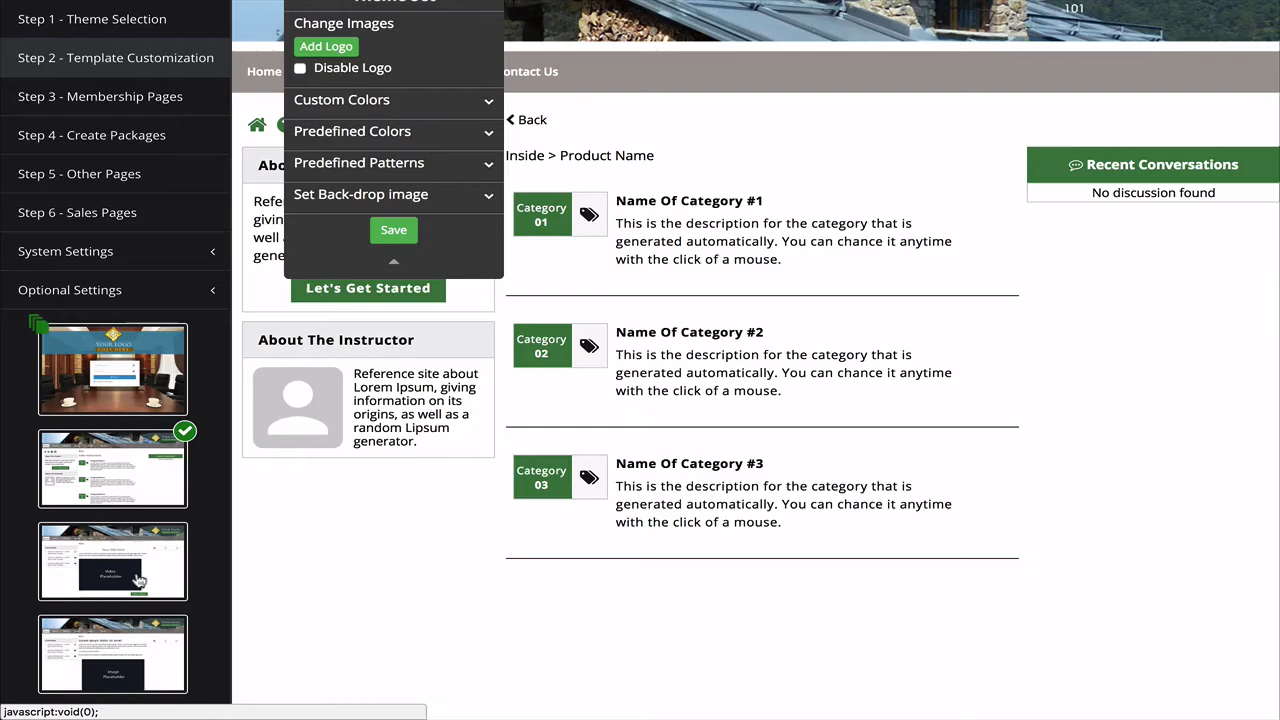 Step 1 - Theme Selection
Step 2 - Template Customization
Step 3 - Membership Pages
Step 4 - Create Packages
Step 5 - Other Pages
Step 6 - Sales Pages
System Settings
Optional Settings
YOUR LOGO
GOES HERE
Video
Placeholder
Image
Placeholder
javascript:void(0);
Change Images
Add Logo
Disable Logo
Custom Colors
Predefined Colors
Predefined Patterns
Set Back-drop image
Save
101
Home
ontact Us
Abo
Refe
givin
well
gene
Let's Get Started
About The Instructor
Reference site about
Lorem Ipsum, giving
information on its
origins, as well as a
random Lipsum
generator.
Back
Inside > Product Name
Category
01
Name Of Category #1
This is the description for the category that is
generated automatically. You can chance it anytime
with the click of a mouse.
Category
02
Name Of Category #2
This is the description for the category that is
generated automatically. You can chance it anytime
with the click of a mouse.
Category
03
Name Of Category #3
This is the description for the category that is
generated automatically. You can chance it anytime
with the click of a mouse.
Recent Conversations
No discussion found